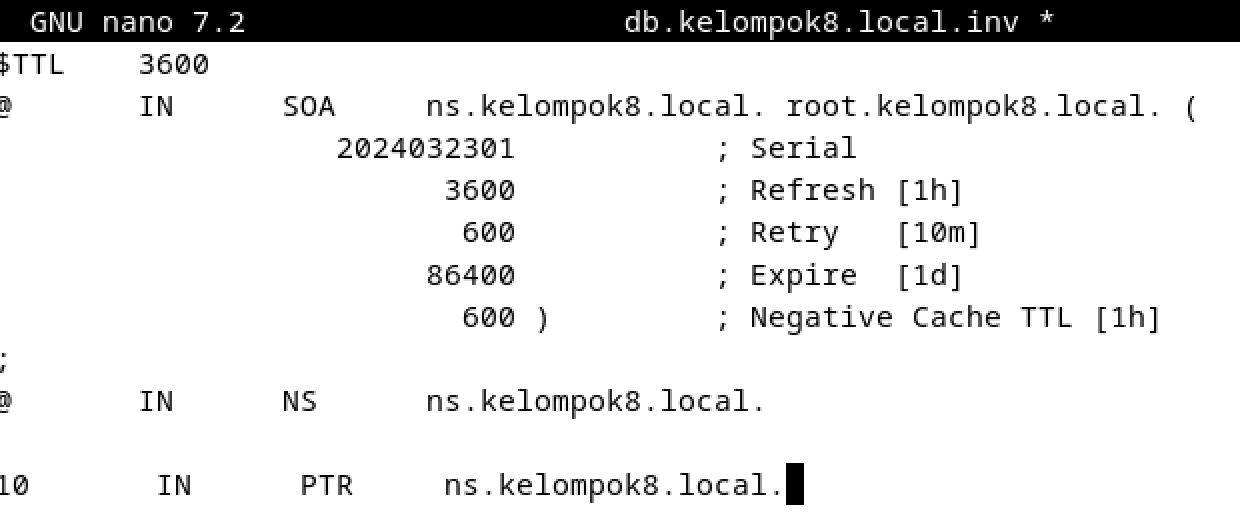 GNU nano 7.2 db.kelompok8.local.inv *
$TTL 3600
@ IN SOA ns.kelompok8.local. root.kelompok8.local. (
2024032301 ; Serial
3600 ; Refresh [1h]
600 ; Retry [10m]
86400 ; Expire [1d]
600 ) ; Negative Cache TTL [1h]
;
@ IN NS ns.kelompok8.local.
10 IN PTR ns.kelompok8.local.